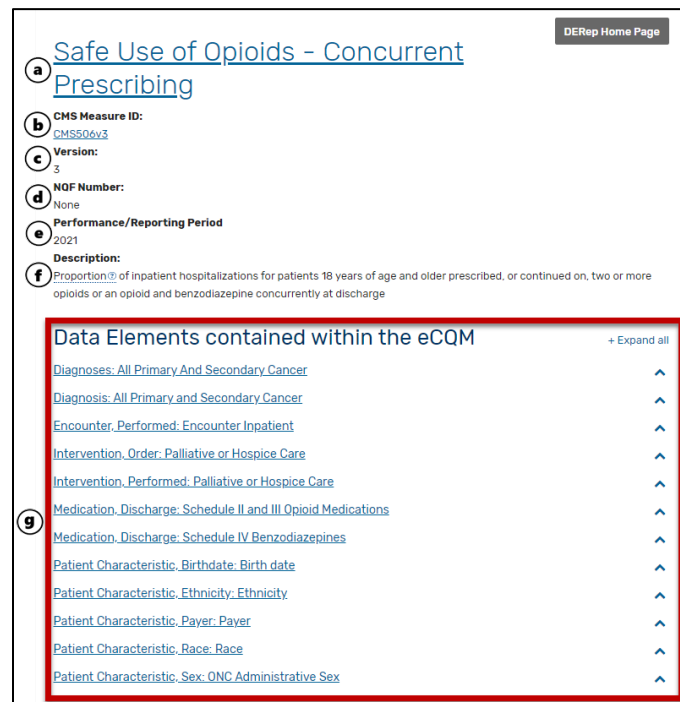 DERep Home Page
a
Safe Use of Opioids - Concurrent
Prescribing
b
CMS Measure ID:
CMS506v3
c
Version:
3
d
NQF Number:
None
e
Performance/Reporting Period
2021
f
Description:
Proportion? of inpatient hospitalizations for patients 18 years of age and older prescribed, or continued on, two or more
opioids or an opioid and benzodiazepine concurrently at discharge
g
Data Elements contained within the eCQM
+ Expand all
Diagnoses: All Primary And Secondary Cancer
Diagnosis: All Primary and Secondary Cancer
Encounter, Performed: Encounter Inpatient
Intervention, Order: Palliative or Hospice Care
Intervention, Performed: Palliative or Hospice Care
Medication, Discharge: Schedule II and III Opioid Medications
Medication, Discharge: Schedule IV Benzodiazepines
Patient Characteristic, Birthdate: Birth date
Patient Characteristic, Ethnicity: Ethnicity
Patient Characteristic, Payer: Payer
Patient Characteristic, Race: Race
Patient Characteristic, Sex: ONC Administrative Sex